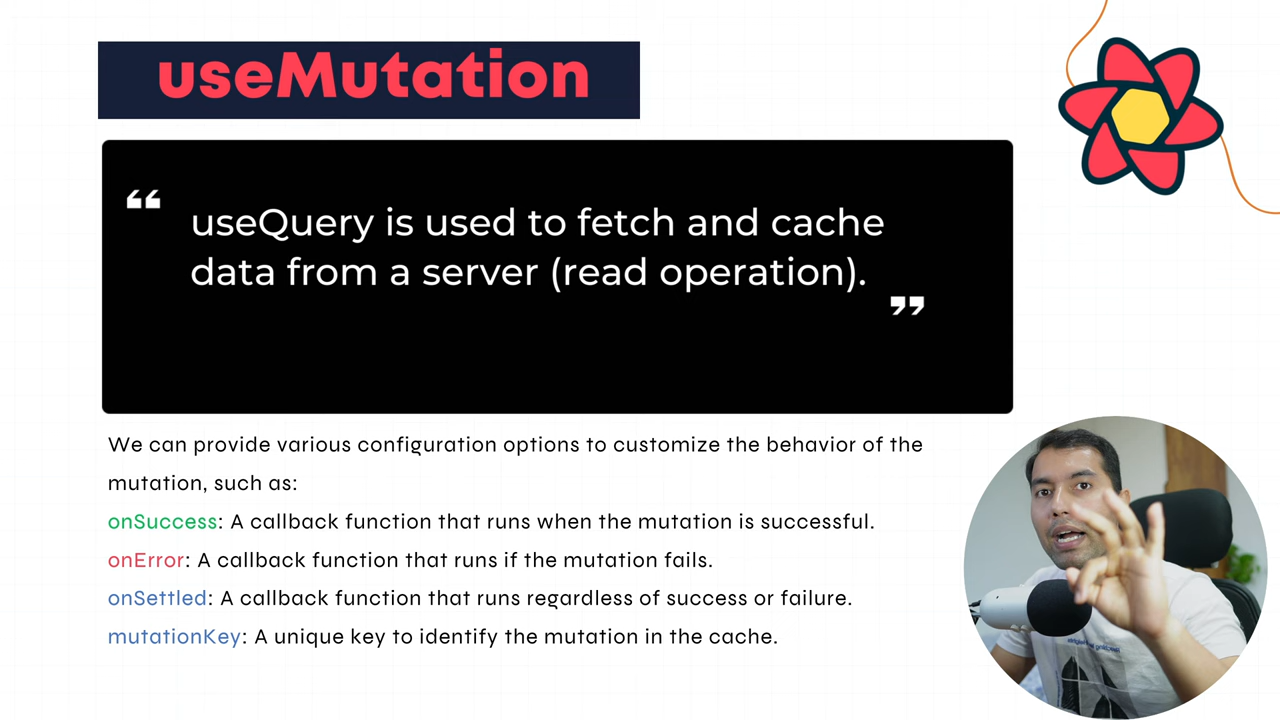 useMutation
“ useQuery is used to fetch and cache
data from a server (read operation). ”
We can provide various configuration options to customize the behavior of the
mutation, such as:
onSuccess: A callback function that runs when the mutation is successful.
onError: A callback function that runs if the mutation fails.
onSettled: A callback function that runs regardless of success or failure.
mutationKey: A unique key to identify the mutation in the cache.